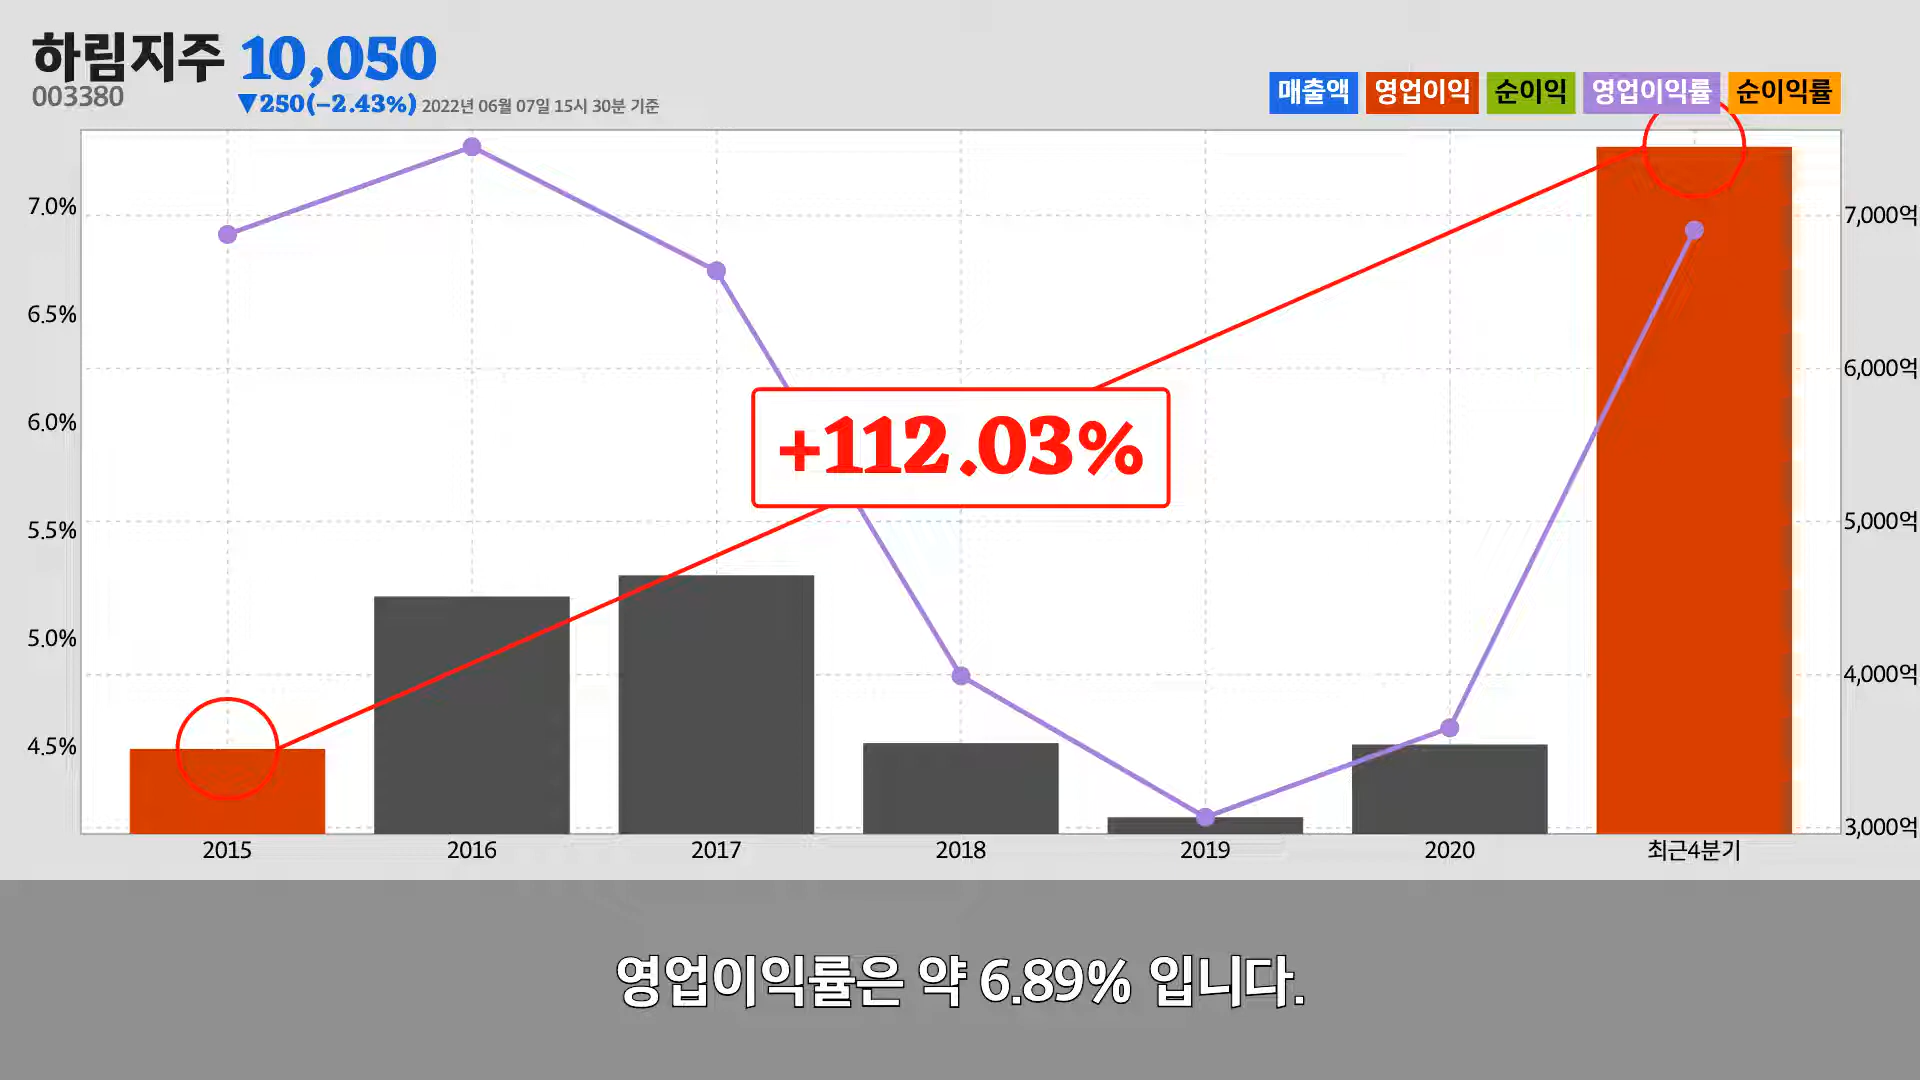 하림지주 10,050
003380
▼250(−2.43%) 2022년 06월 07일 15시 30분 기준
매출액 영업이익 순이익 영업이익률 순이익률
7.0%
6.5%
6.0%
5.5%
5.0%
4.5%
+112.03%
7,000억
6,000억
5,000억
4,000억
3,000억
2015 2016 2017 2018 2019 2020 최근4분기
영업이익률은 약 6.89% 입니다.